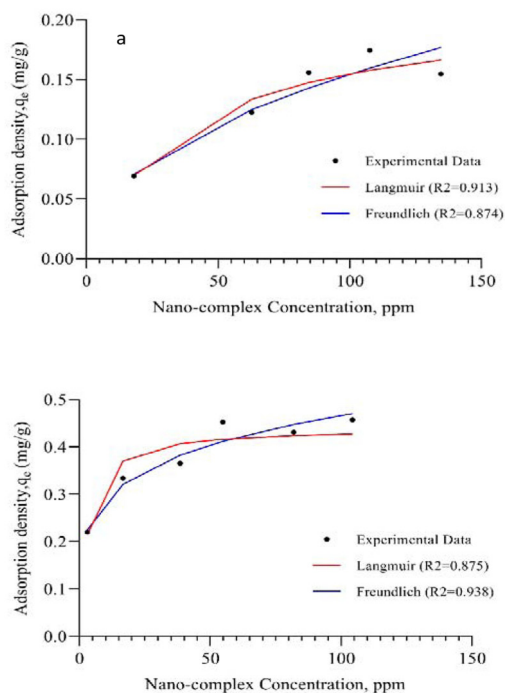 a
0.20
0.15
0.10
0.05
0.00
Adsorption density,qe (mg/g)
Experimental Data
Langmuir (R2=0.913)
Freundlich (R2=0.874)
0 50 100 150
Nano-complex Concentration, ppm
0.5
0.4
0.3
0.2
0.1
0.0
Adsorption density,qe (mg/g)
Experimental Data
Langmuir (R2=0.875)
Freundlich (R2=0.938)
0 50 100 150
Nano-complex Concentration, ppm